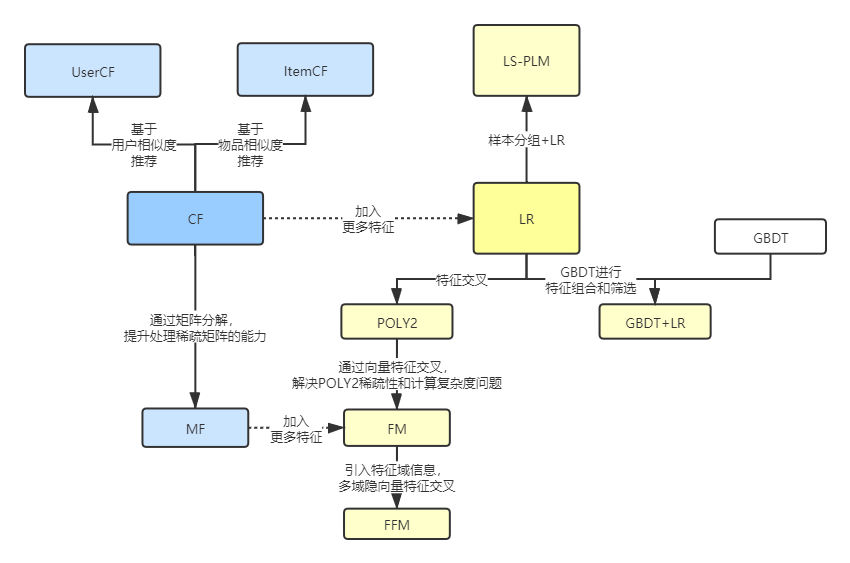 LS-PLM
UserCF
ItemCF
基于
用户相似度
推荐
基于
物品相似度
推荐
样本分组+LR
CF
加入
更多特征
LR
GBDT
特征交叉
GBDT进行
特征组合和筛选
通过矩阵分解，
提升处理稀疏矩阵的能力
POLY2
GBDT+LR
通过向量特征交叉，
解决POLY2稀疏性和计算复杂度问题
MF
加入
更多特征
FM
引入特征域信息，
多域隐向量特征交叉
FFM